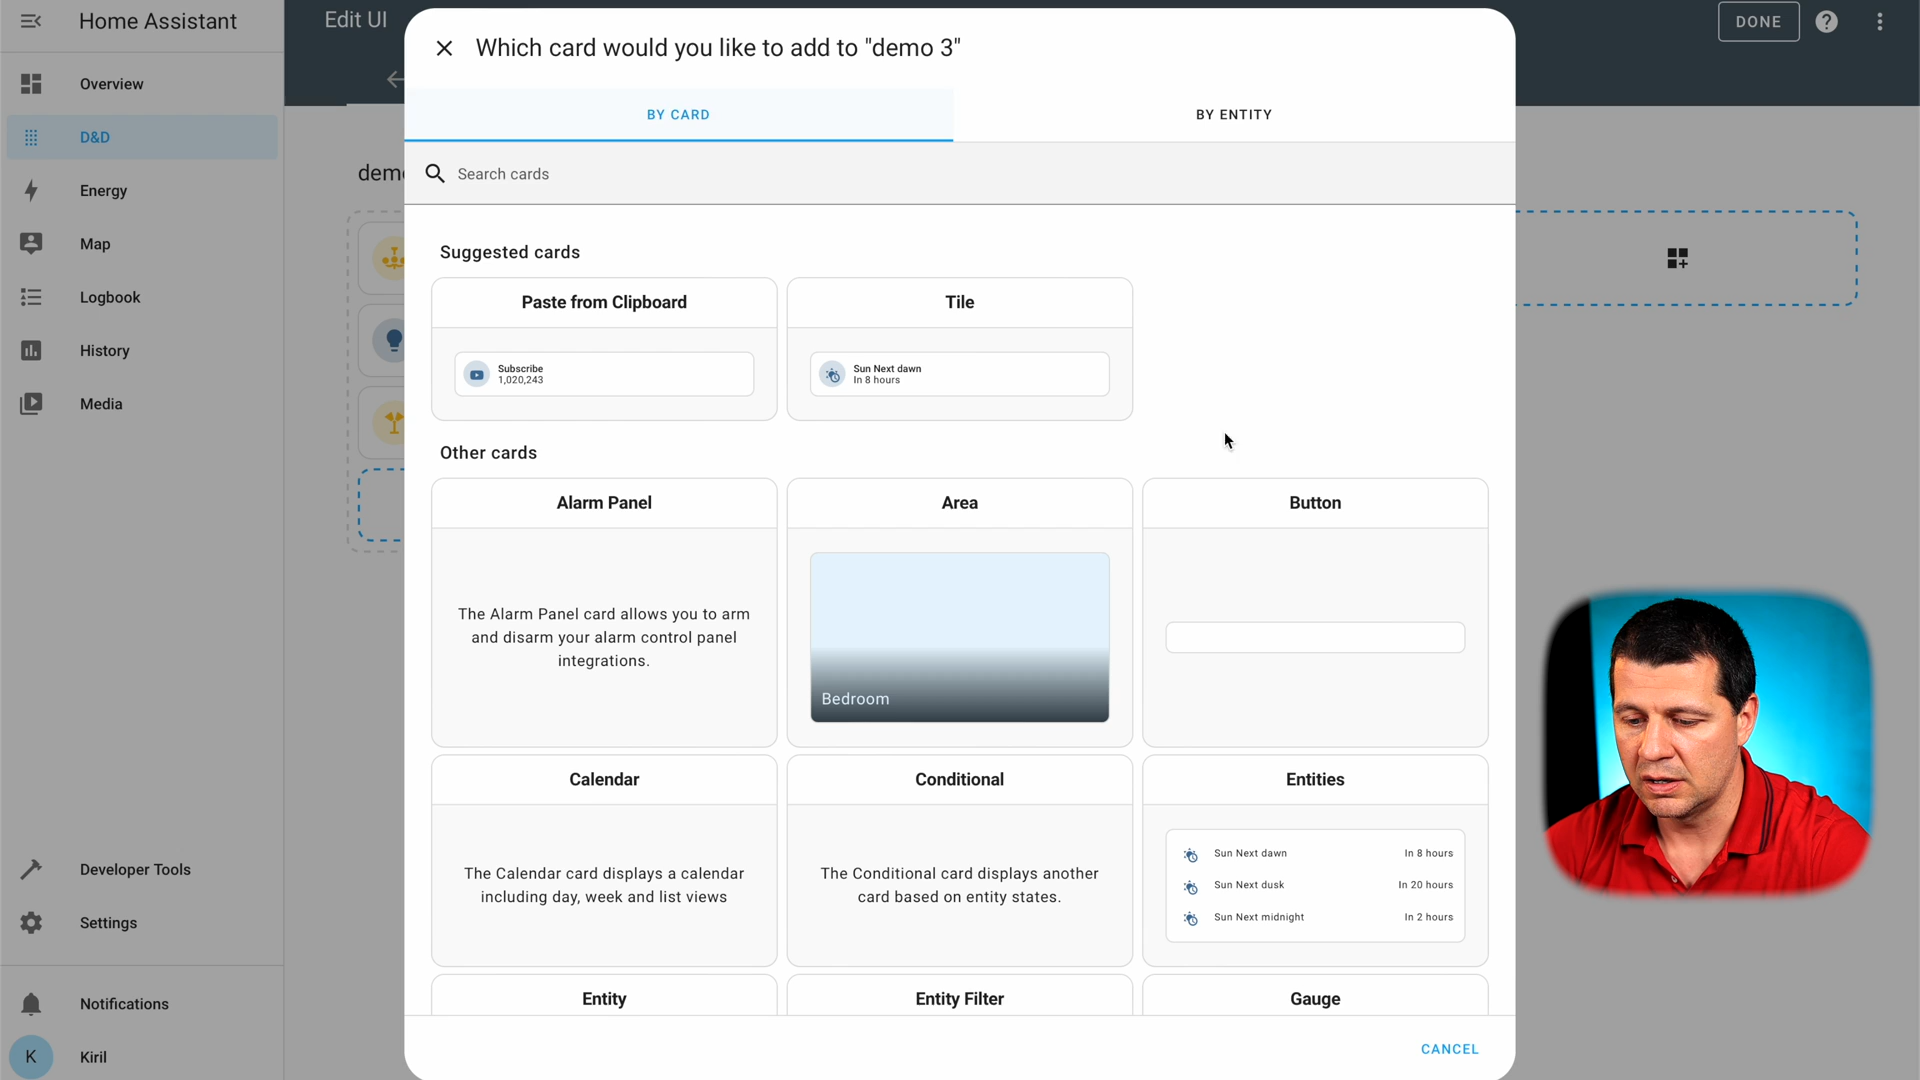 Home Assistant
Overview
D&D
Energy
Map
Logbook
History
Media
Developer Tools
Settings
Notifications
K
Kiril
Edit UI
DONE
Which card would you like to add to "demo 3"
BY CARD
BY ENTITY
Search cards
Suggested cards
Paste from Clipboard
Subscribe
1,020,243
Tile
Sun Next dawn
In 8 hours
Other cards
Alarm Panel
The Alarm Panel card allows you to arm
and disarm your alarm control panel
integrations.
Area
Bedroom
Button
Calendar
The Calendar card displays a calendar
including day, week and list views
Conditional
The Conditional card displays another
card based on entity states.
Entities
Sun Next dawn In 8 hours
Sun Next dusk In 20 hours
Sun Next midnight In 2 hours
Entity
Entity Filter
Gauge
CANCEL